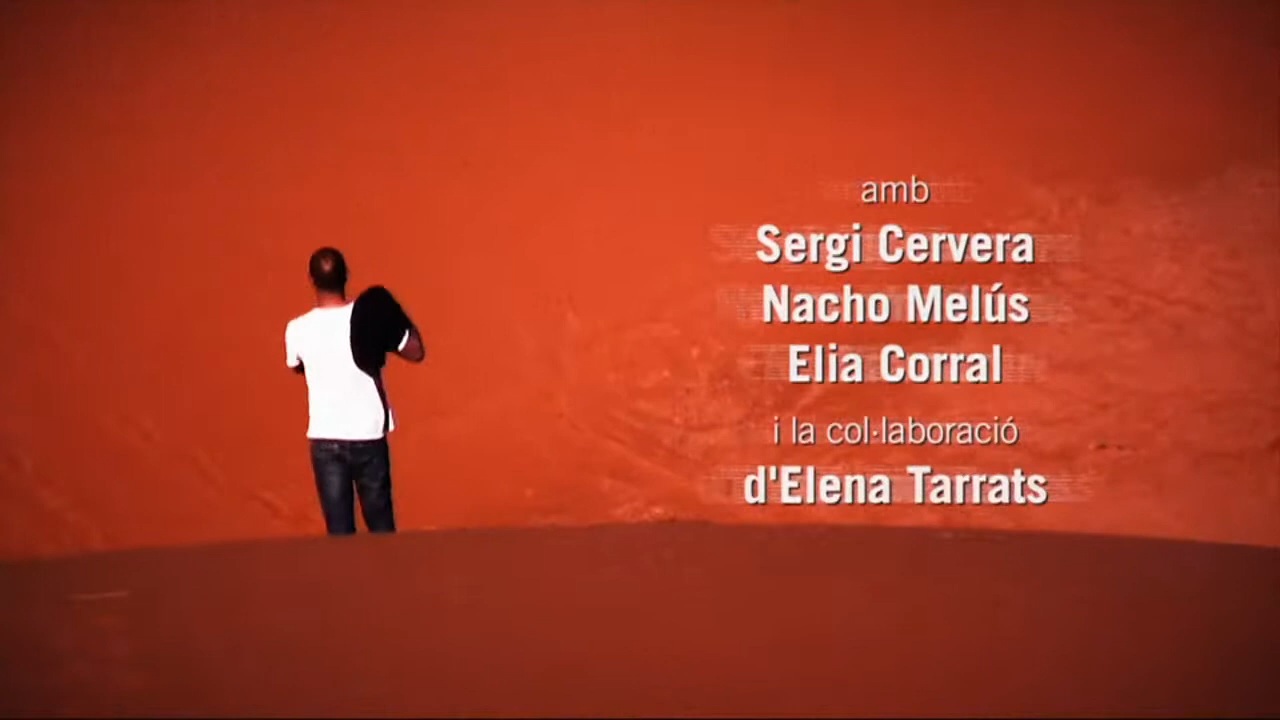 amb
Sergi Cervera
Nacho Melús
Elia Corral
i la col·laboració
d'Elena Tarrats